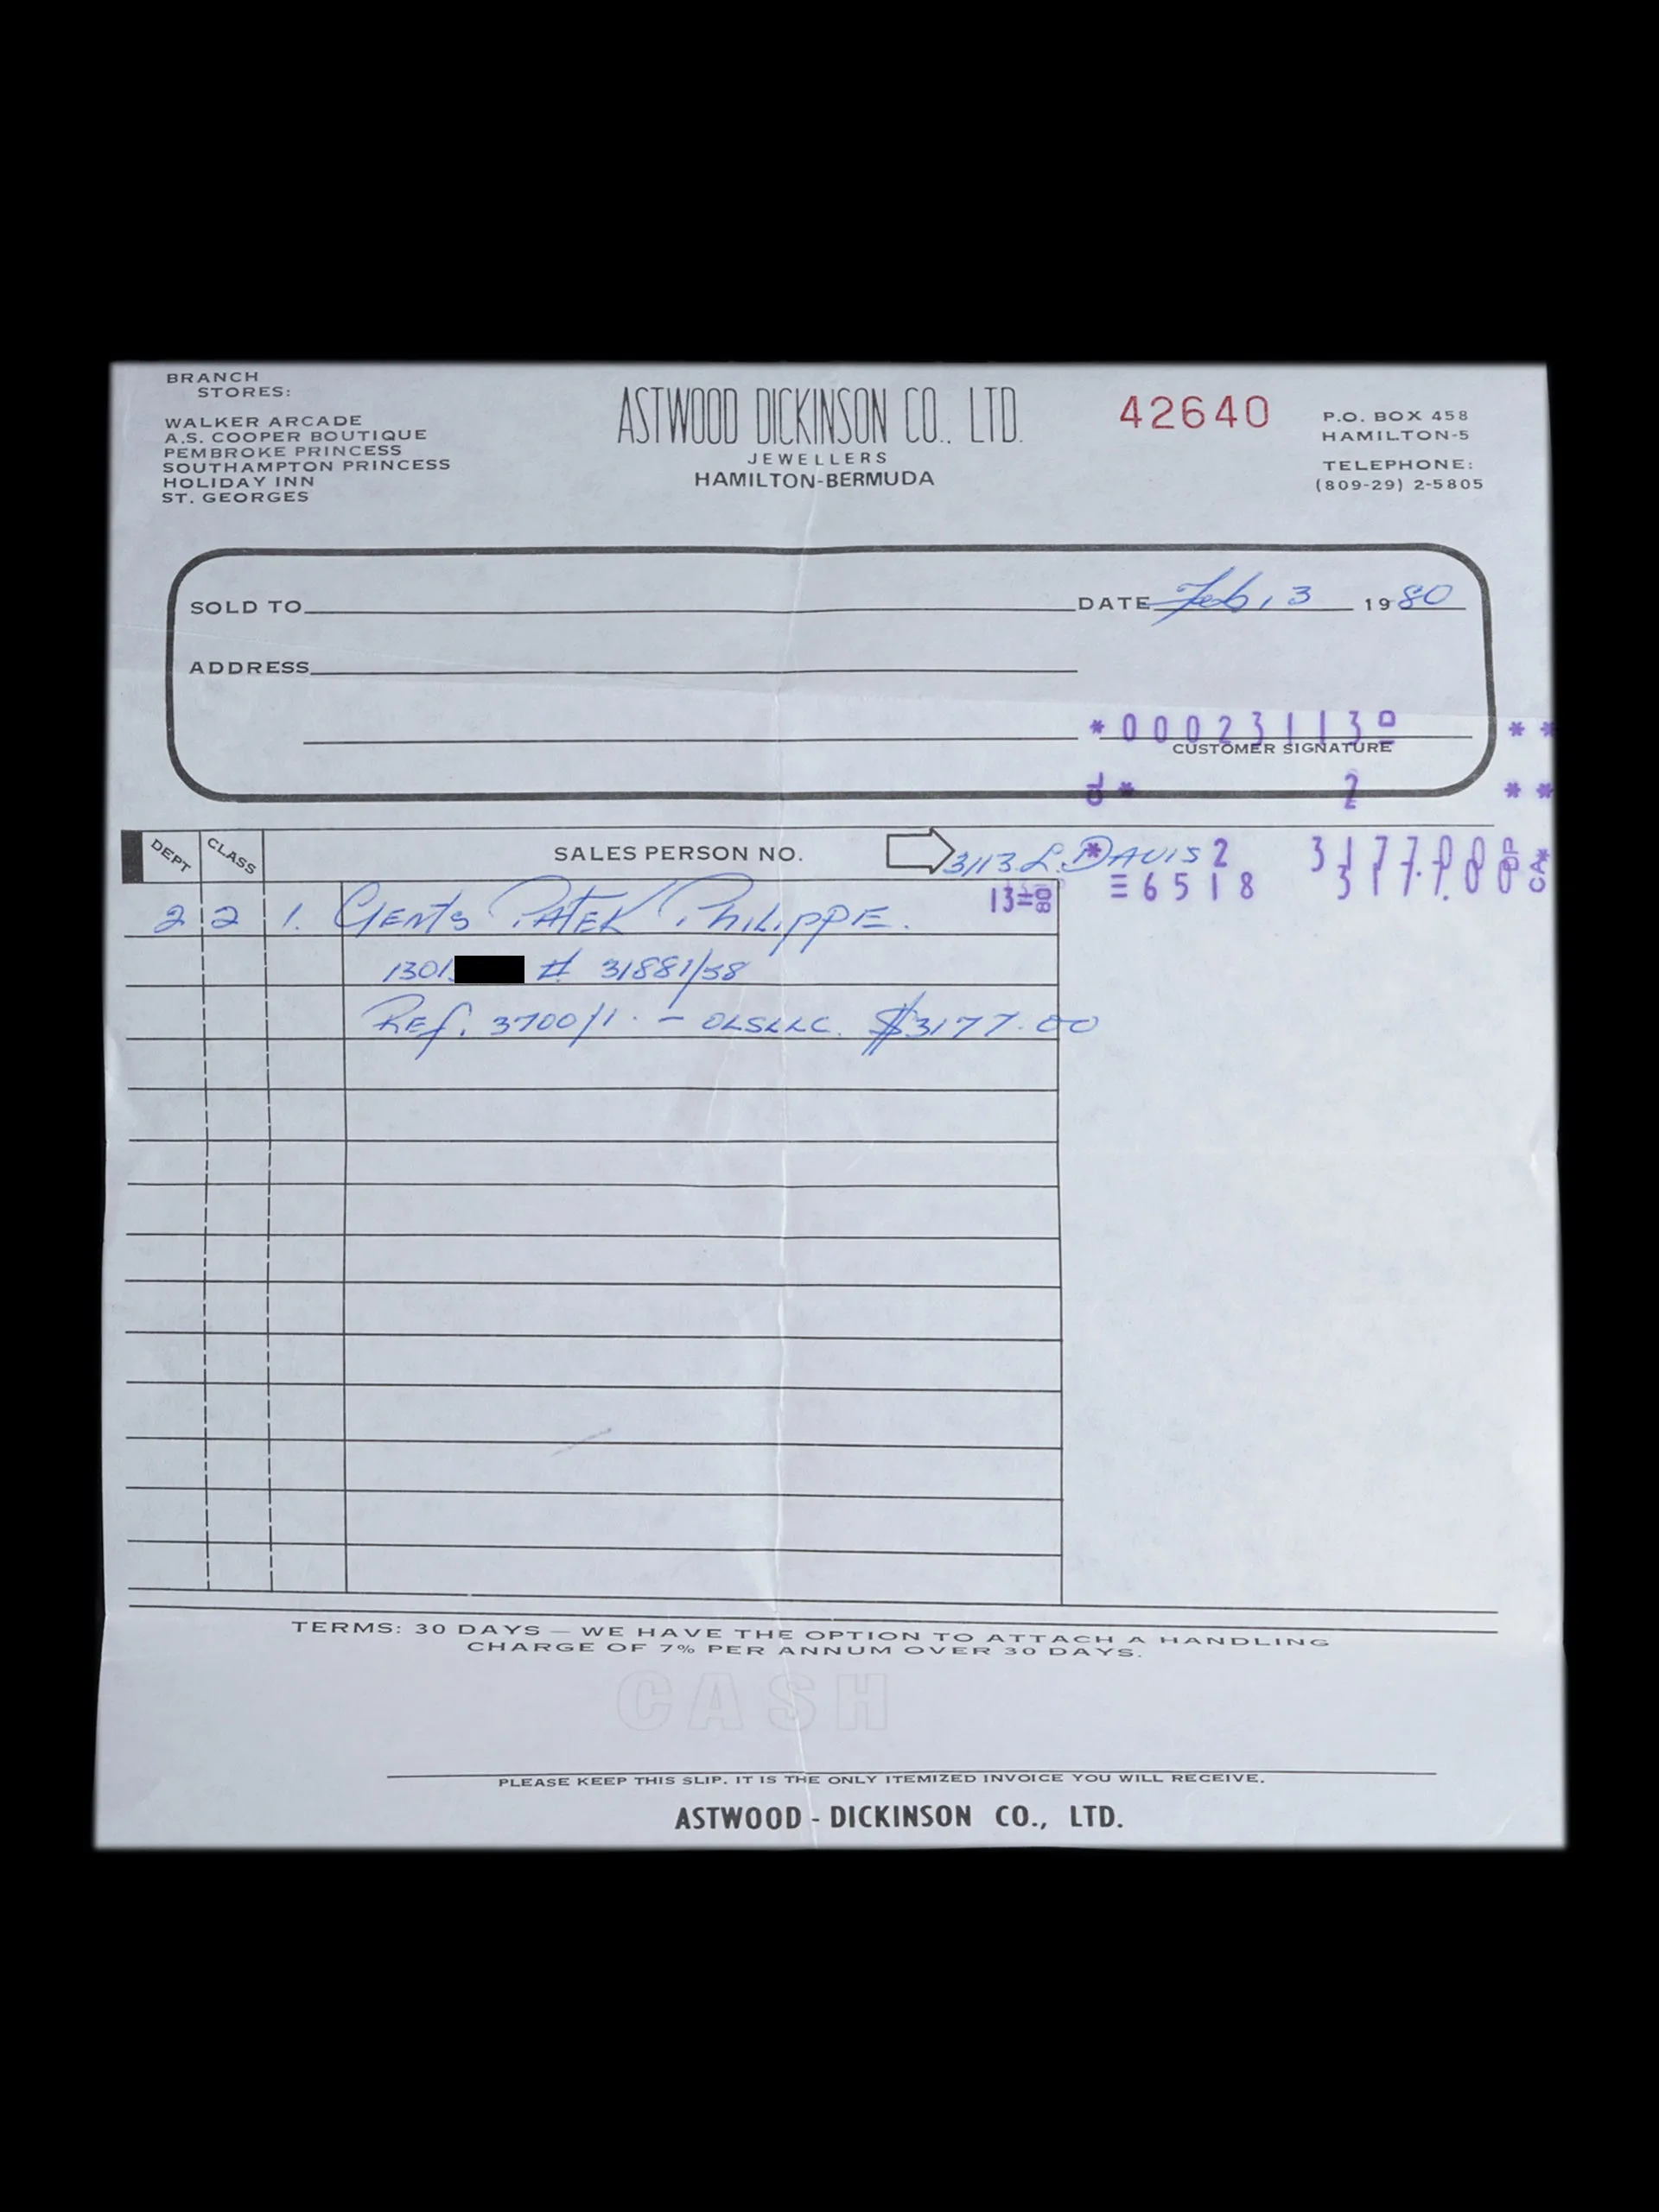 BRANCH
STORES:
WALKER ARCADE
A.S. COOPER BOUTIQUE
PEMBROKE PRINCESS
SOUTHAMPTON PRINCESS
HOLIDAY INN
ST. GEORGES
ASTWOOD DICKINSON CO., LTD.
JEWELLERS
HAMILTON-BERMUDA
42640
P.O. BOX 458
HAMILTON-5
TELEPHONE:
(809-29) 2-5805
SOLD TO
DATE Feb, 3 1980
ADDRESS
*00023113
CUSTOMER SIGNATURE
* *
2
* *
DEPT CLASS SALES PERSON NO. 3113 L. DAVIS 2 3177.00
6518 3177.00
2 2 1. GENTS PATEK PHILIPPE.
1301 # 31881/58
REF. 3700/1. - $3177.00
TERMS: 30 DAYS — WE HAVE THE OPTION TO ATTACH A HANDLING
CHARGE OF 7% PER ANNUM OVER 30 DAYS.
CASH
PLEASE KEEP THIS SLIP. IT IS THE ONLY ITEMIZED INVOICE YOU WILL RECEIVE.
ASTWOOD - DICKINSON CO., LTD.